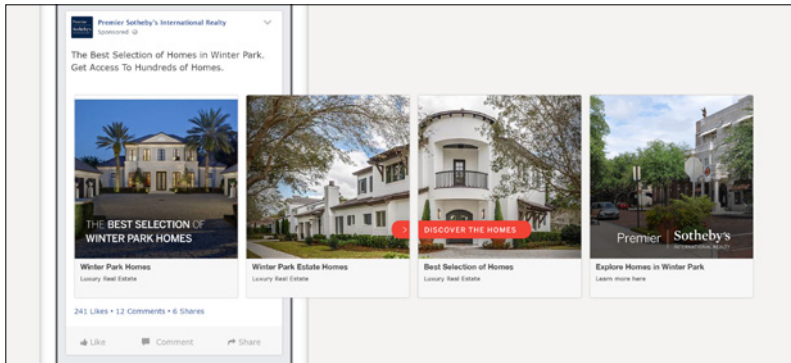 Premier Sotheby's International Realty
Sponsored
The Best Selection of Homes in Winter Park.
Get Access To Hundreds of Homes.
THE BEST SELECTION OF
WINTER PARK HOMES
> DISCOVER THE HOMES
Premier | Sotheby's
INTERNATIONAL REALTY
Winter Park Homes
Luxury Real Estate
Winter Park Estate Homes
Luxury Real Estate
Best Selection of Homes
Luxury Real Estate
Explore Homes in Winter Park
Learn more here
241 Likes • 12 Comments • 6 Shares
Like
Comment
Share